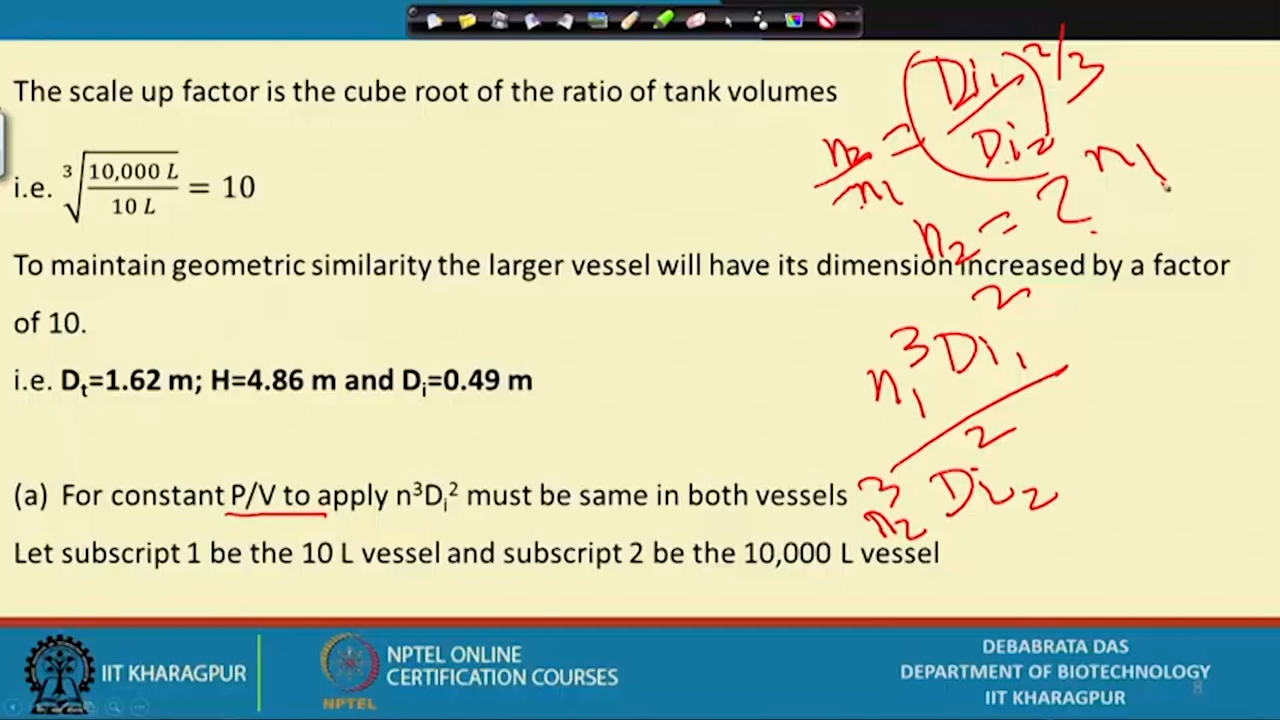 The scale up factor is the cube root of the ratio of tank volumes
i.e. ∛(10,000 L / 10 L) = 10
To maintain geometric similarity the larger vessel will have its dimension increased by a factor
of 10.
i.e. Dt=1.62 m; H=4.86 m and Di=0.49 m
(a) For constant P/V to apply n³Di² must be same in both vessels
Let subscript 1 be the 10 L vessel and subscript 2 be the 10,000 L vessel
n2/n1 = (Di1/Di2)^2/3
n2 = ? n1
n1³ Di1²
n2³ Di2²
IIT KHARAGPUR
NPTEL
NPTEL ONLINE
CERTIFICATION COURSES
DEBABRATA DAS
DEPARTMENT OF BIOTECHNOLOGY
IIT KHARAGPUR
8